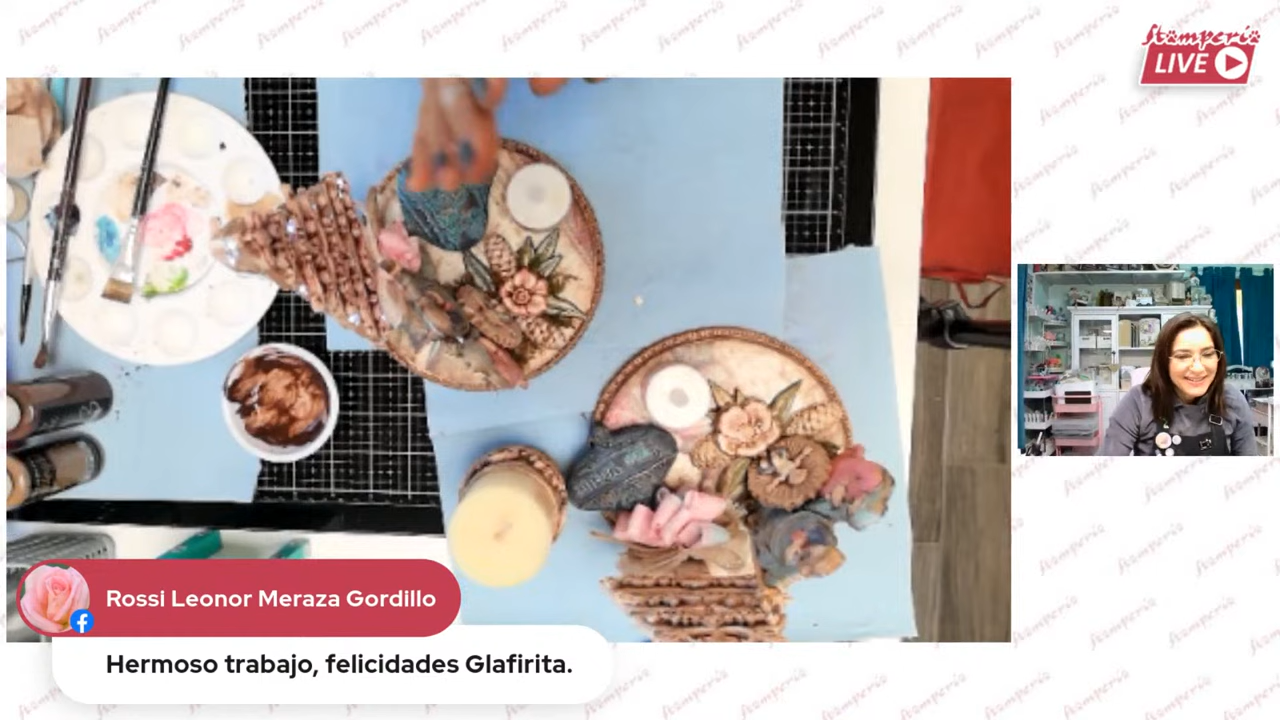 Stamperia
LIVE
Rossi Leonor Meraza Gordillo
Hermoso trabajo, felicidades Glafirita.